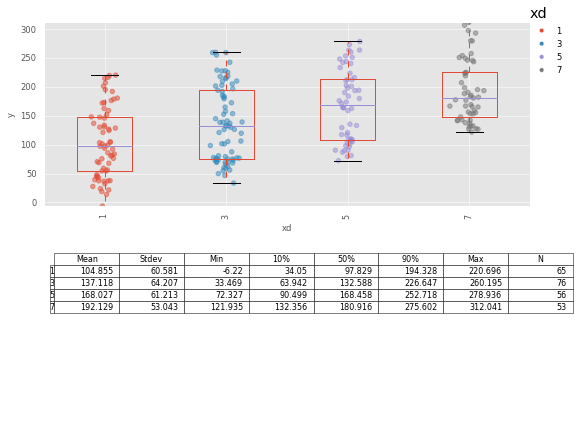 xd
300
250
200
150
100
50
0
y
1
3
5
7
1
3
5
7
xd
Mean Stdev Min 10% 50% 90% Max N
1 104.855 60.581 -6.22 34.05 97.829 194.328 220.696 65
3 137.118 64.207 33.469 63.942 132.588 226.647 260.195 76
5 168.027 61.213 72.327 90.499 168.458 252.718 278.936 56
7 192.129 53.043 121.935 132.356 180.916 275.602 312.041 53